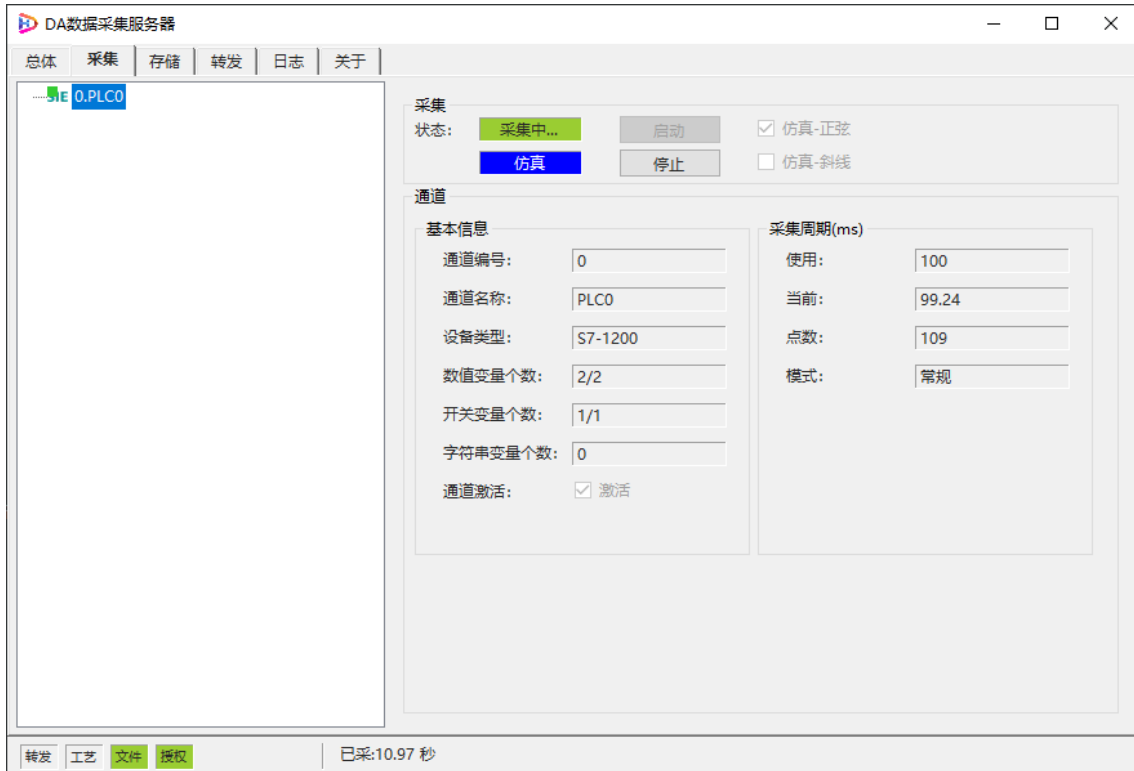 DA数据采集服务器
总体 采集 存储 转发 日志 关于
SIE 0.PLC0
采集
状态: 采集中... 启动 仿真-正弦
仿真 停止 仿真-斜线
通道
基本信息 采集周期(ms)
通道编号: 0 使用: 100
通道名称: PLC0 当前: 99.24
设备类型: S7-1200 点数: 109
数值变量个数: 2/2 模式: 常规
开关变量个数: 1/1
字符串变量个数: 0
通道激活: 激活
转发 工艺 文件 授权 已采:10.97 秒